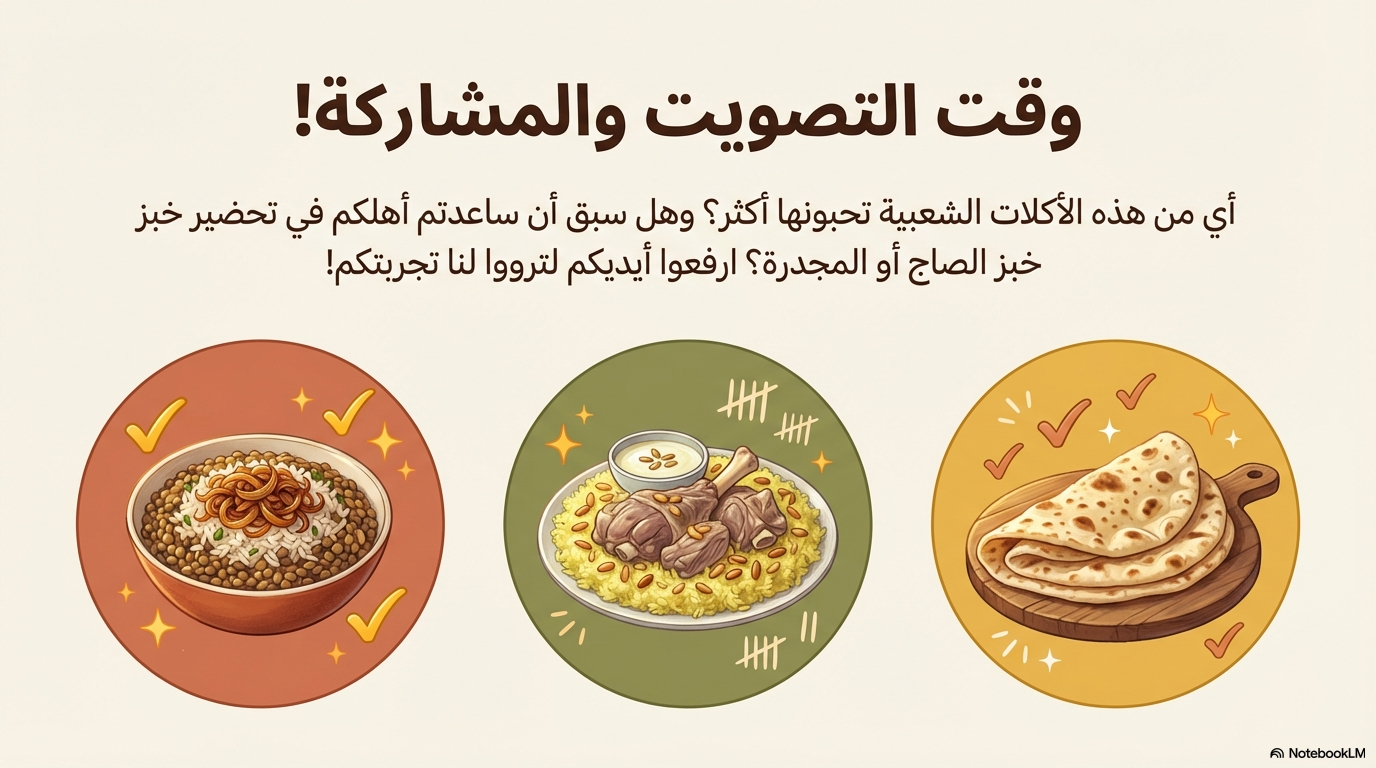 وقت التصويت والمشاركة!
أي من هذه الأكلات الشعبية تحبونها أكثر؟ وهل سبق أن ساعدتم أهلكم في تحضير خبز
خبز الصاج أو المجدرة؟ ارفعوا أيديكم لترووا لنا تجربتكم!
NotebookLM